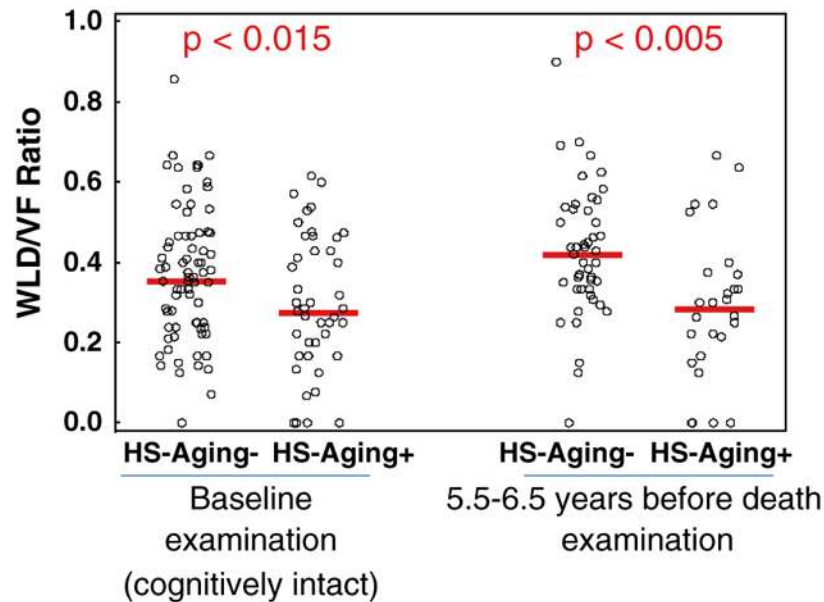 1.0
0.8
0.6
0.4
0.2
0.0
WLD/VF Ratio
p < 0.015
p < 0.005
HS-Aging- HS-Aging+
HS-Aging- HS-Aging+
Baseline
examination
(cognitively intact)
5.5-6.5 years before death
examination